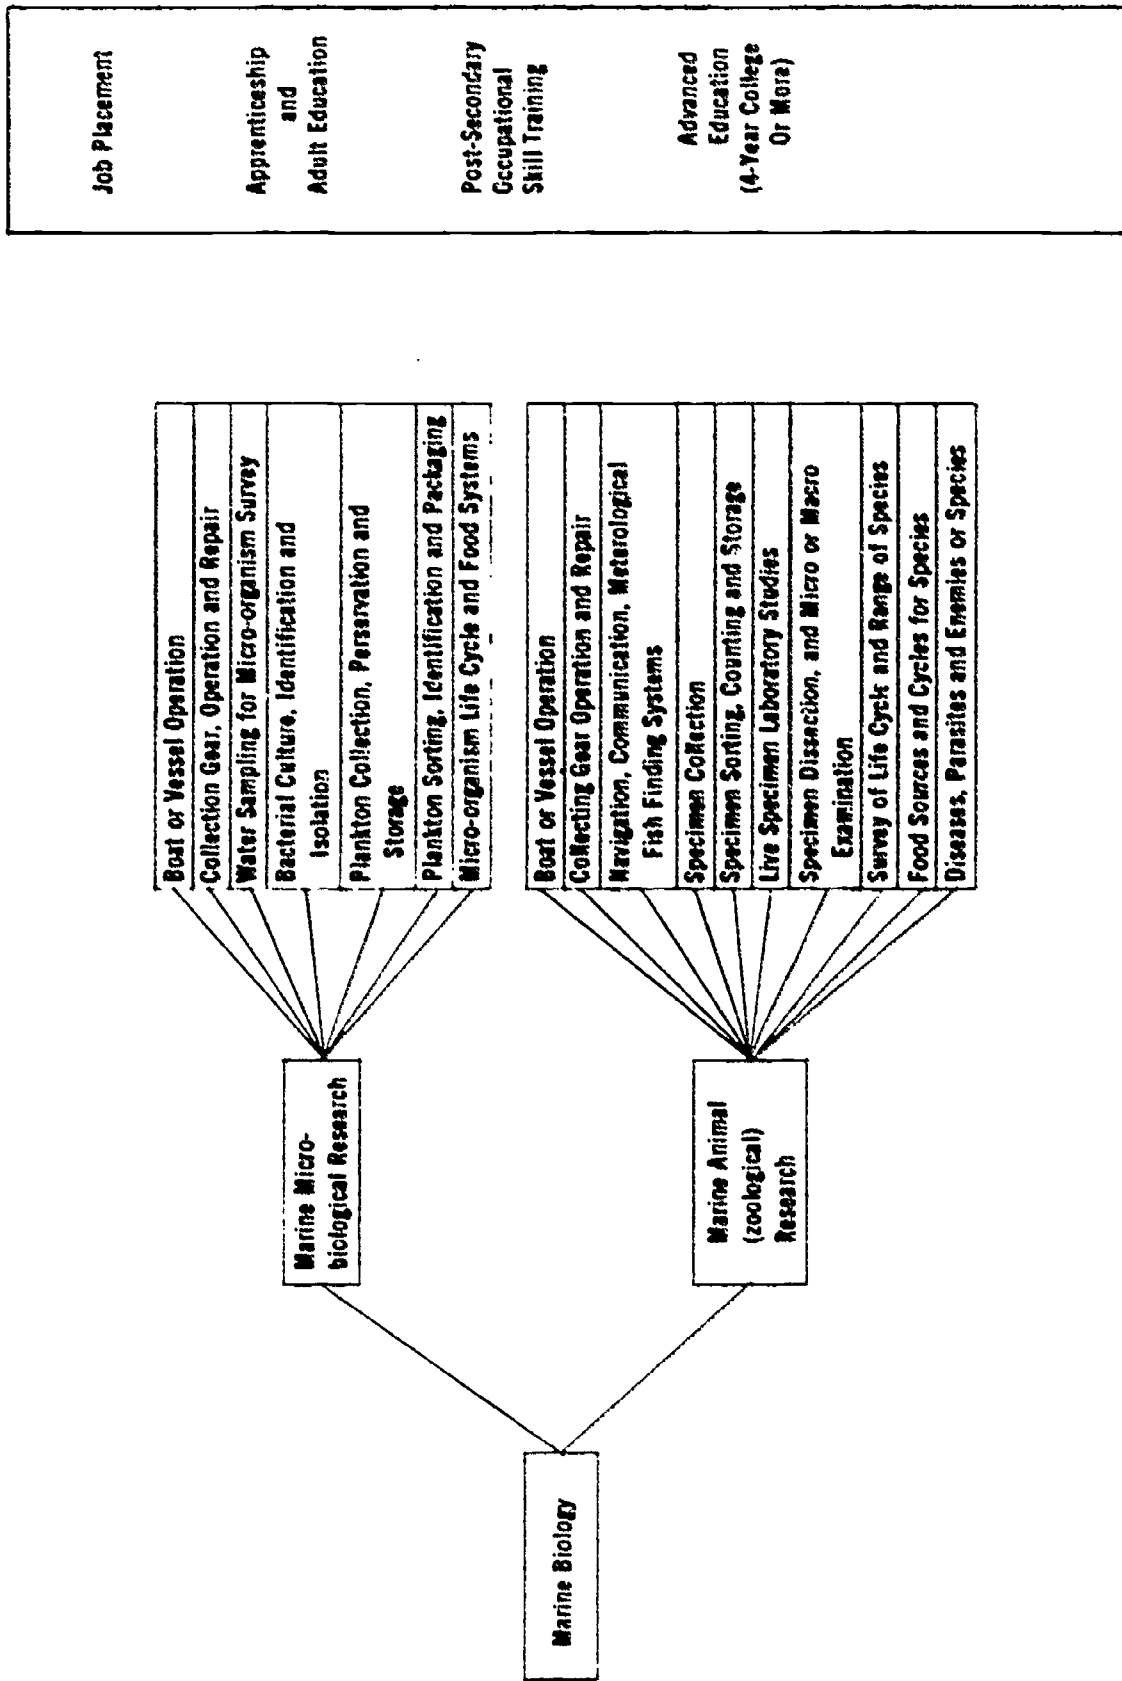 Marine Biology
Marine Micro-
biological Research
Marine Animal
(zoological)
Research
Boat or Vessel Operation
Collection Gear, Operation and Repair
Water Sampling for Micro-organism Survey
Bacterial Culture, Identification and
Isolation
Plankton Collection, Perservation and
Storage
Plankton Sorting, Identification and Packaging
Micro-organism Life Cycle and Food Systems
Boat or Vessel Operation
Collecting Gear Operation and Repair
Navigation, Communication, Meterological
Fish Finding Systems
Specimen Collection
Specimen Sorting, Counting and Storage
Live Specimen Laboratory Studies
Specimen Dissection, and Micro or Macro
Examination
Survey of Life Cycle and Range of Species
Food Sources and Cycles for Species
Diseases, Parasites and Enemies or Species
Job Placement
Apprenticeship
and
Adult Education
Post-Secondary
Occupational
Skill Training
Advanced
Education
(4-Year College
Or More)